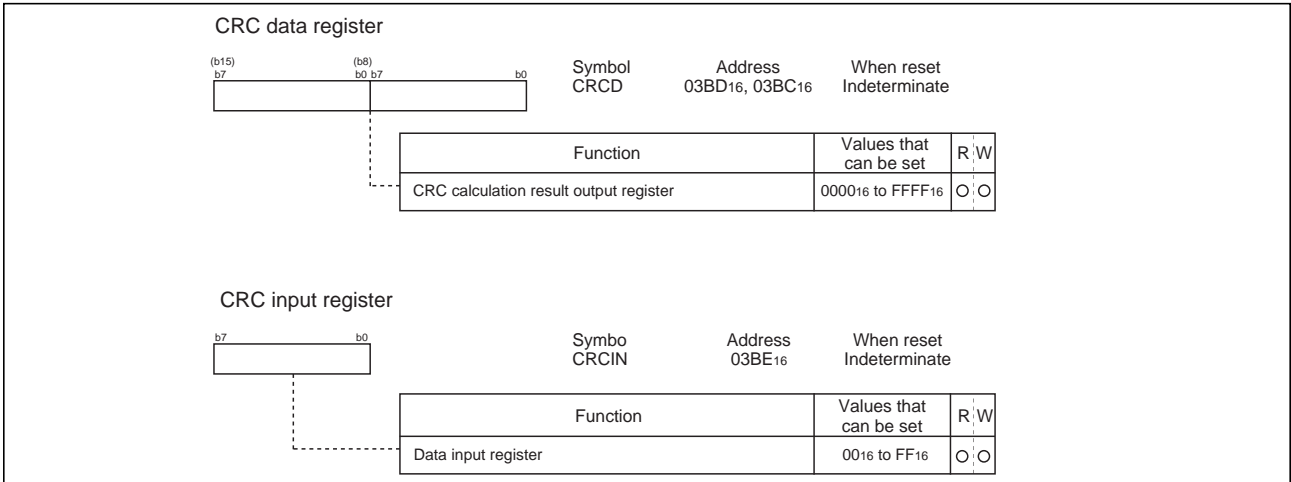 CRC data register
(b15) (b8)
b7 b0 b7 b0
Symbol Address When reset
CRCD 03BD16, 03BC16 Indeterminate
Function Values that can be set R W
CRC calculation result output register 000016 to FFFF16 O O
CRC input register
b7 b0
Symbo Address When reset
CRCIN 03BE16 Indeterminate
Function Values that can be set R W
Data input register 0016 to FF16 O O